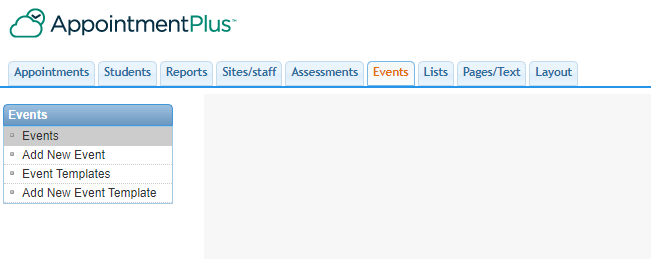 AppointmentPlus™
Appointments Students Reports Sites/staff Assessments Events Lists Pages/Text Layout
Events
Events
Add New Event
Event Templates
Add New Event Template